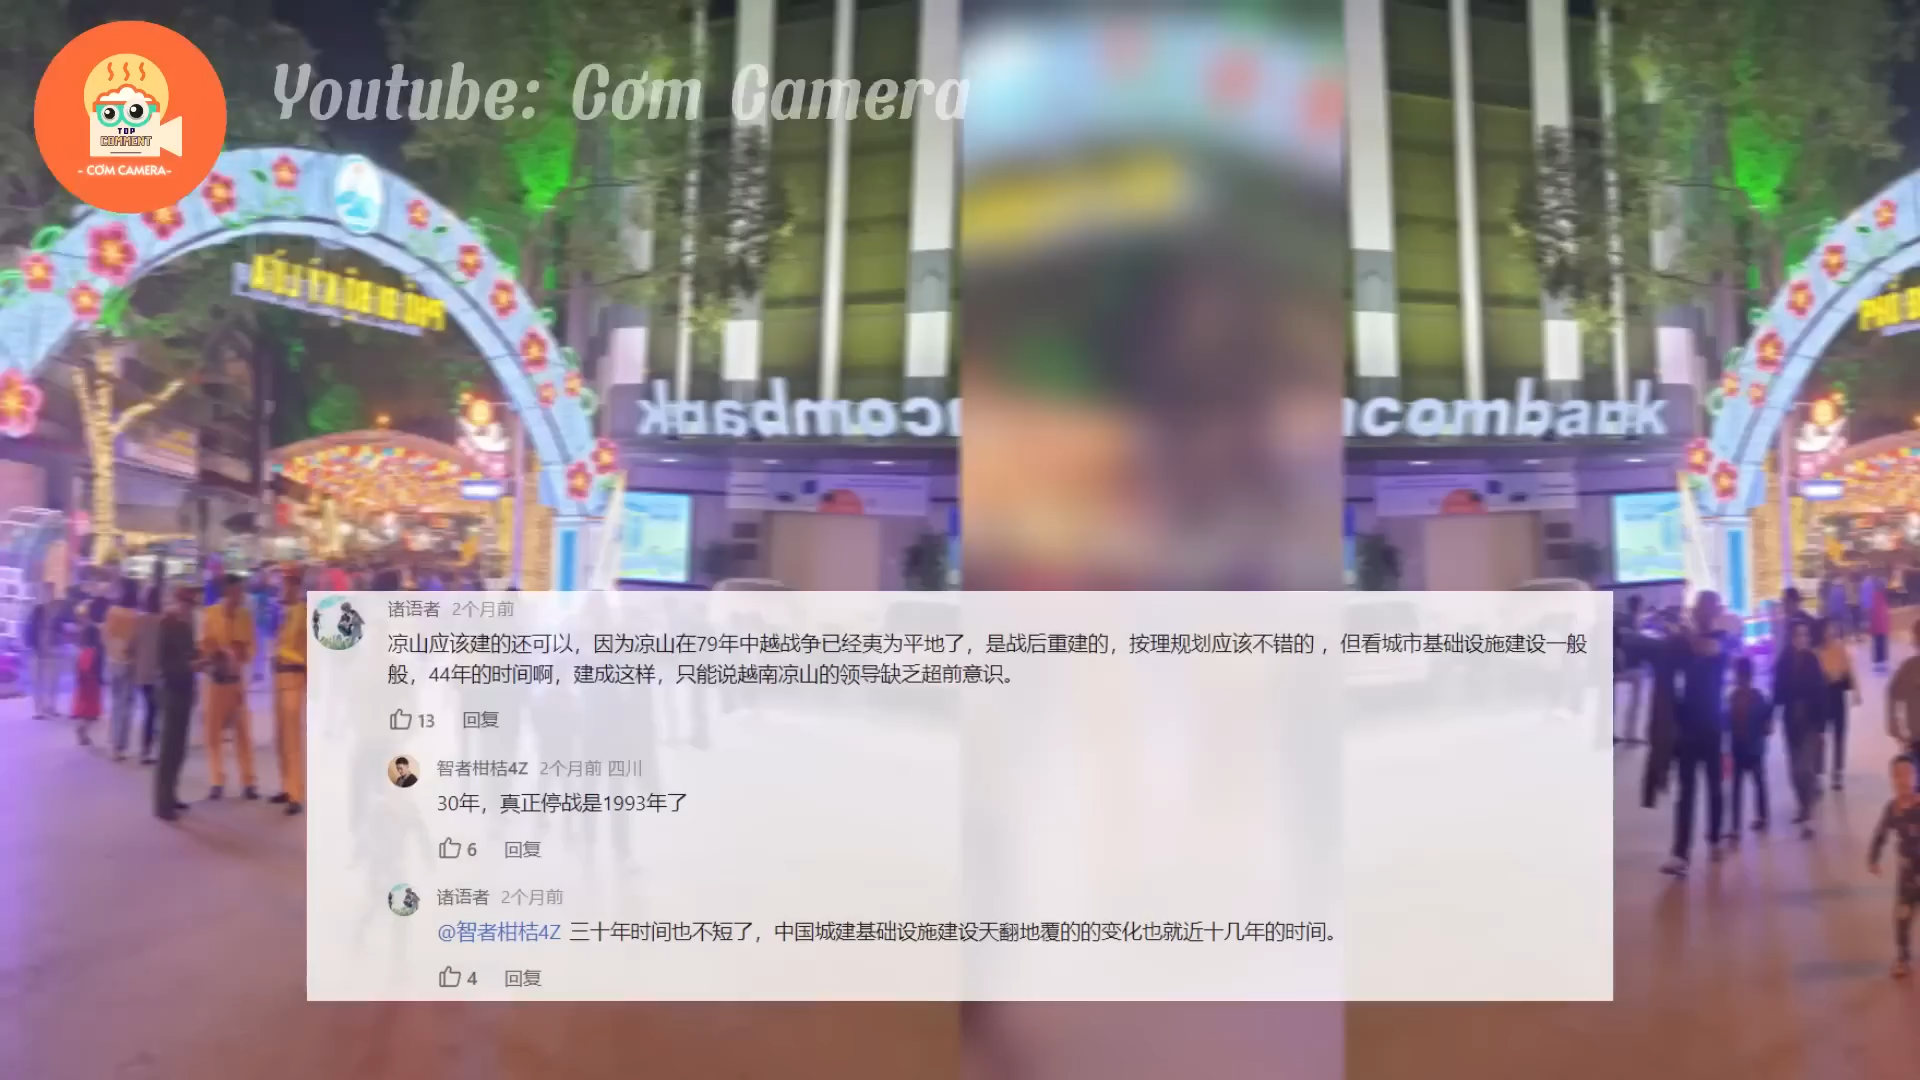 Youtube: Cơm Camera
TOP
COMMENT
- CƠM CAMERA-
PHỐ ĐI BỘ KỲ LỪA
combank
combank
PHỐ Đ
诸语者 2个月前
凉山应该建的还可以，因为凉山在79年中越战争已经夷为平地了，是战后重建的，按理规划应该不错的 ，但看城市基础设施建设一般
般，44年的时间啊，建成这样，只能说越南凉山的领导缺乏超前意识。
13 回复
智者柑桔4Z 2个月前 四川
30年，真正停战是1993年了
6 回复
诸语者 2个月前
@智者柑桔4Z 三十年时间也不短了，中国城建基础设施建设天翻地覆的的变化也就近十几年的时间。
4 回复